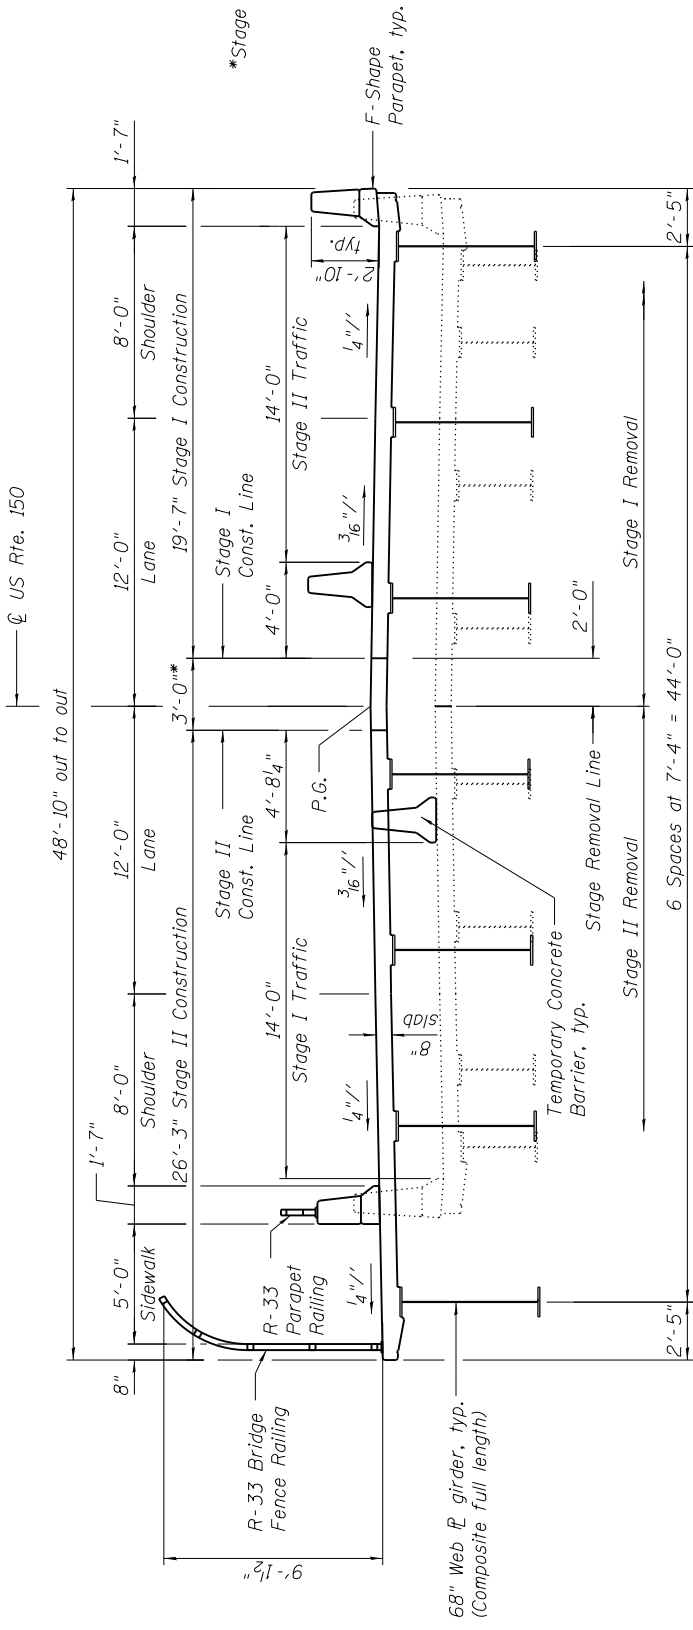 ℄ US Rte. 150
48'-10" out to out
8"
5'-0"
1'-7"
8'-0"
12'-0"
12'-0"
8'-0"
1'-7"
Sidewalk
Shoulder
Lane
Lane
Shoulder
26'-3" Stage II Construction
3'-0"*
19'-7" Stage I Construction
*Stage
Stage II
Const. Line
Stage I
Const. Line
R-33 Bridge
Fence Railing
R-33
Parapet
Railing
14'-0"
4'-8¼"
4'-0"
14'-0"
Stage I Traffic
P.G.
Stage II Traffic
2'-10"
typ.
F-Shape
Parapet, typ.
9'-1½"
¼"/'
¼"/'
3/16"/'
3/16"/'
¼"/'
8"
slab
68" Web ℙL girder, typ.
(Composite full length)
Temporary Concrete
Barrier, typ.
Stage Removal Line
2'-0"
Stage II Removal
Stage I Removal
2'-5"
6 Spaces at 7'-4" = 44'-0"
2'-5"